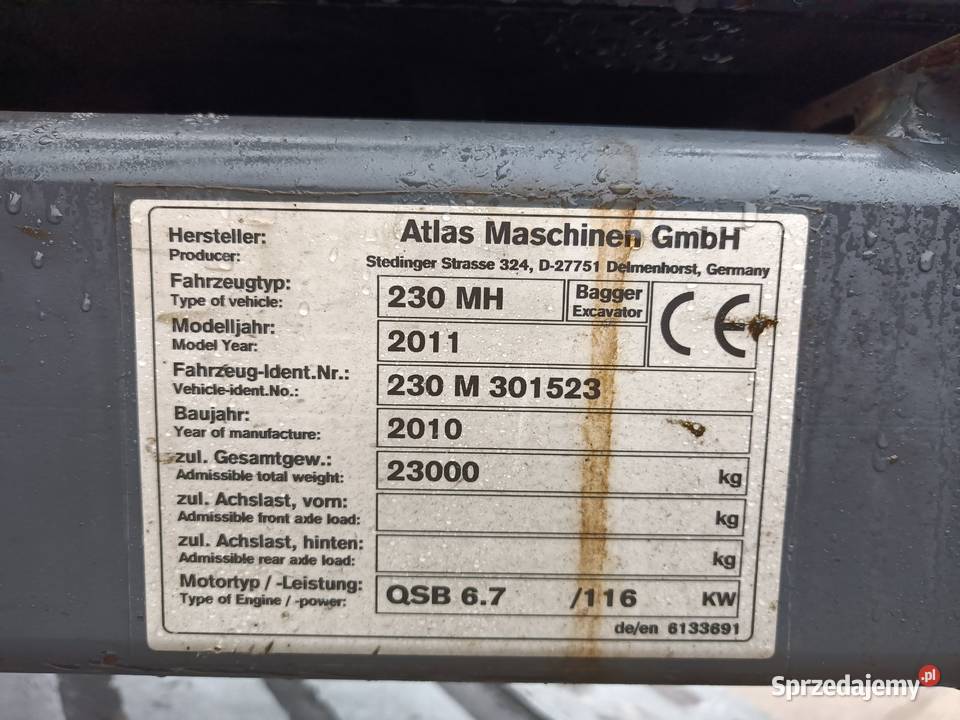 Hersteller: Atlas Maschinen GmbH
Producer: Stedinger Strasse 324, D-27751 Delmenhorst, Germany
Fahrzeugtyp: 230 MH Bagger
Type of vehicle: Excavator
CE
Modelljahr: 2011
Model Year:
Fahrzeug-Ident.Nr.: 230 M 301523
Vehicle-ident.No.:
Baujahr: 2010
Year of manufacture:
zul. Gesamtgew.: 23000 kg
Admissible total weight:
zul. Achslast, vorn: kg
Admissible front axle load:
zul. Achslast, hinten: kg
Admissible rear axle load:
Motortyp / -Leistung: QSB 6.7 /116 KW
Type of Engine / -power:
de/en 6133691
Sprzedajemy.pl